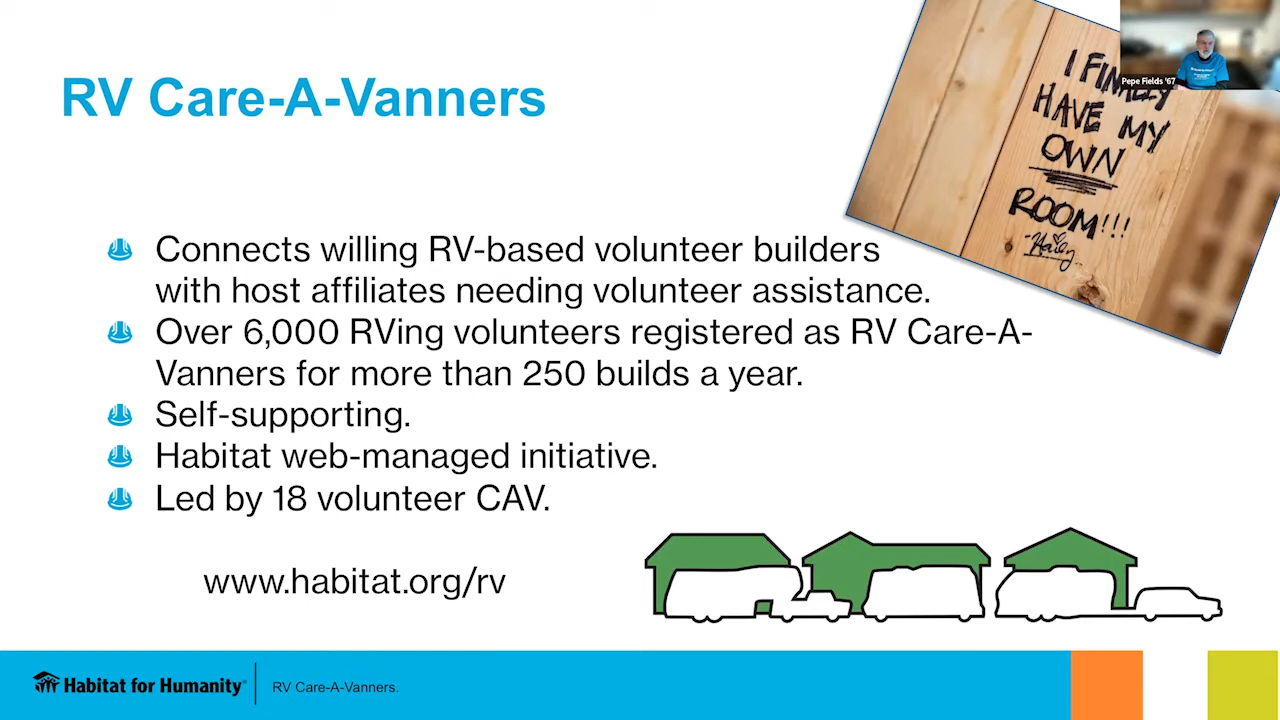 RV Care-A-Vanners
I FINALLY
HAVE MY
OWN
ROOM!!!
Pepe Fields '67
Connects willing RV-based volunteer builders
with host affiliates needing volunteer assistance.
Over 6,000 RVing volunteers registered as RV Care-A-
Vanners for more than 250 builds a year.
Self-supporting.
Habitat web-managed initiative.
Led by 18 volunteer CAV.
www.habitat.org/rv
Habitat for Humanity®
RV Care-A-Vanners.